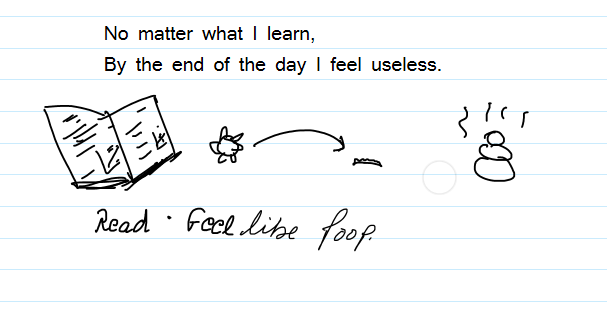 No matter what I learn,
By the end of the day I feel useless.
Read · Feel like Poop.